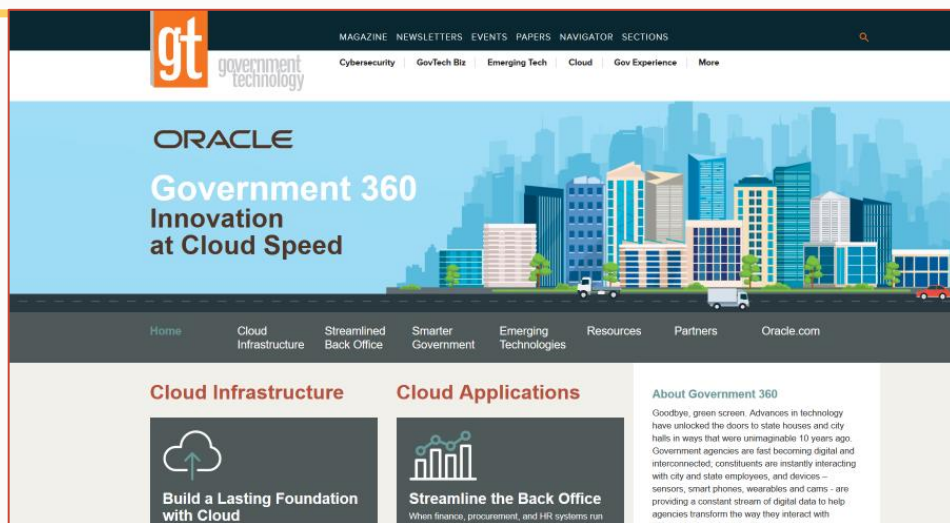 gt
government
technology
MAGAZINE NEWSLETTERS EVENTS PAPERS NAVIGATOR SECTIONS
Cybersecurity GovTech Biz Emerging Tech Cloud Gov Experience More
ORACLE
Government 360
Innovation
at Cloud Speed
Home
Cloud
Infrastructure
Streamlined
Back Office
Smarter
Government
Emerging
Technologies
Resources
Partners
Oracle.com
Cloud Infrastructure
Build a Lasting Foundation
with Cloud
Cloud Applications
Streamline the Back Office
When finance, procurement, and HR systems run
About Government 360
Goodbye, green screen. Advances in technology
have unlocked the doors to state houses and city
halls in ways that were unimaginable 10 years ago.
Government agencies are fast becoming digital and
interconnected, constituents are instantly interacting
with city and state employees, and devices –
sensors, smart phones, wearables and cams - are
providing a constant stream of digital data to help
agencies transform the way they interact with